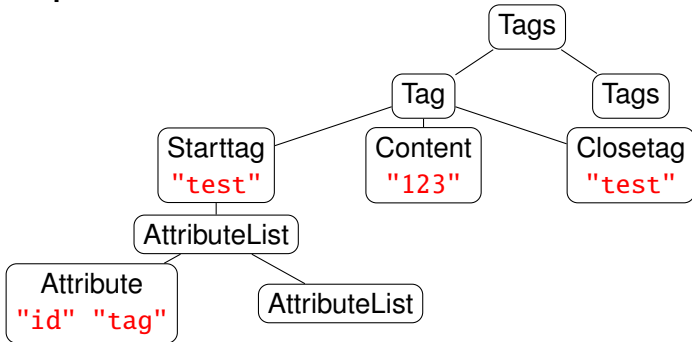 Tags
Tag
Tags
Starttag
"test"
Content
"123"
Closetag
"test"
AttributeList
Attribute
"id" "tag"
AttributeList